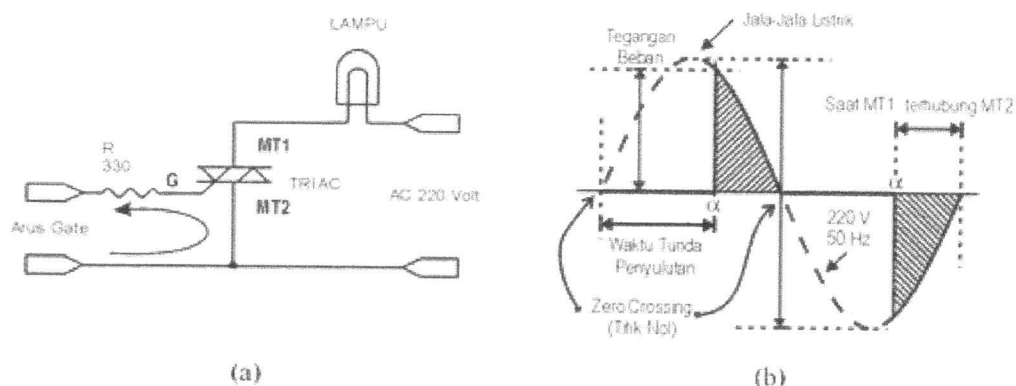 LAMPU
R
330
G
MT1
TRIAC
MT2
AC 220 Volt
Arus Gate
(a)
Jala-Jala Listrik
Tegangan
Beban
Saat MT1 terhubung MT2
α
α
220 V
50 Hz
Waktu Tunda
Penyulutan
Zero Crossing
(Titik Nol)
(b)